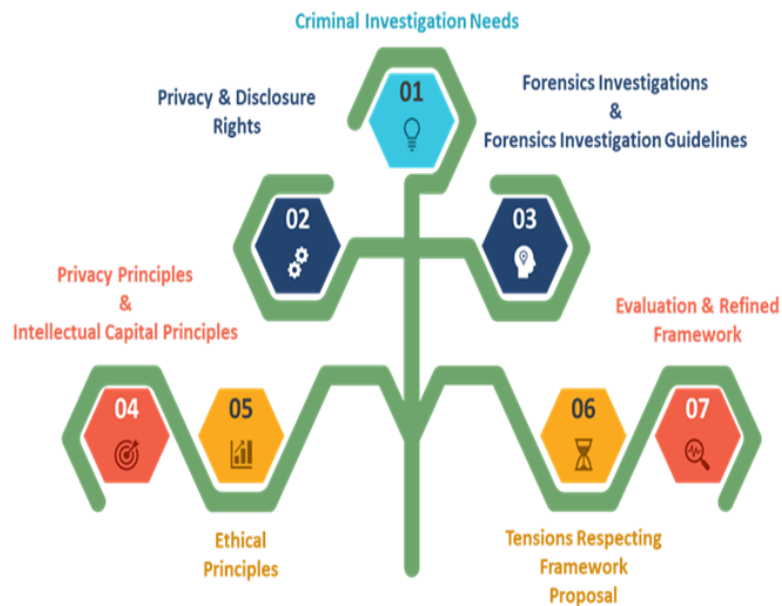 Criminal Investigation Needs
01
Privacy & Disclosure
Rights
02
Forensics Investigations
&
Forensics Investigation Guidelines
03
Privacy Principles
&
Intellectual Capital Principles
04
05
Ethical
Principles
06
Tensions Respecting
Framework
Proposal
Evaluation & Refined
Framework
07